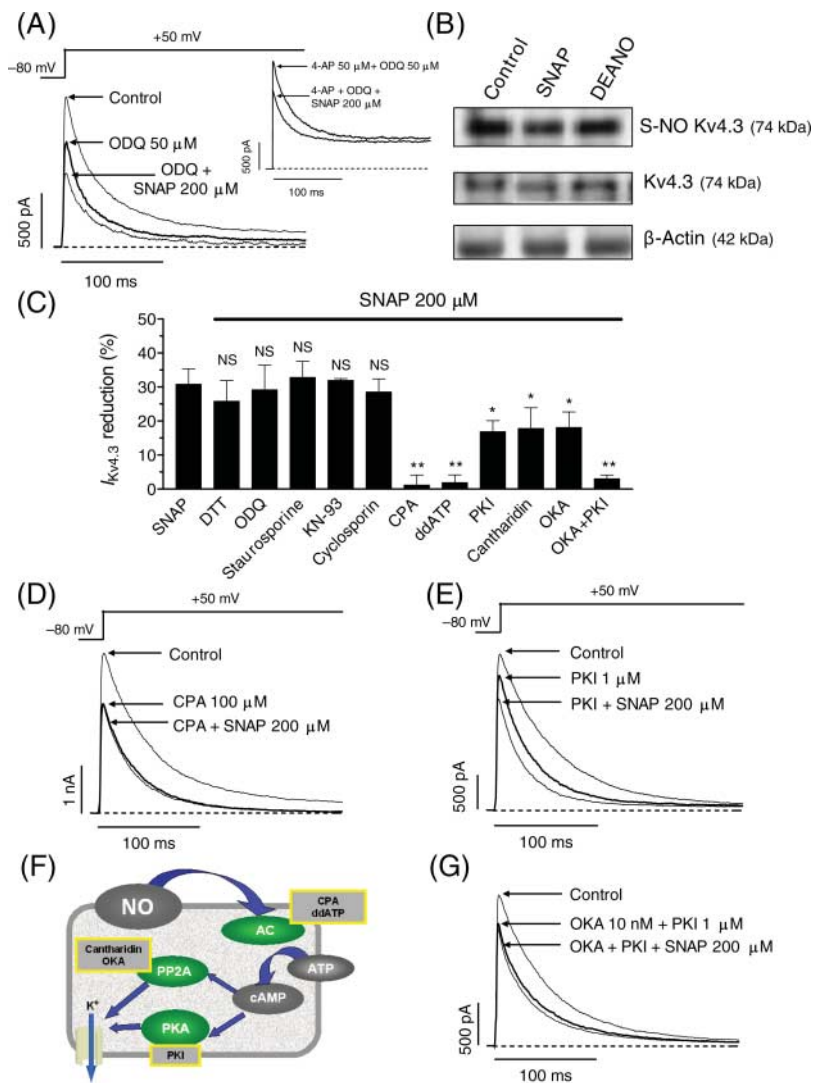 (A)
+50 mV
−80 mV
Control
ODQ 50 µM
ODQ +
SNAP 200 µM
500 pA
100 ms
4-AP 50 µM+ ODQ 50 µM
4-AP + ODQ +
SNAP 200 µM
500 pA
100 ms
(B)
Control
SNAP
DEANO
S-NO Kv4.3 (74 kDa)
Kv4.3 (74 kDa)
β-Actin (42 kDa)
(C)
SNAP 200 µM
IKv4.3 reduction (%)
50
40
30
20
10
0
NS
NS
NS
NS
NS
**
**
*
*
*
**
SNAP
DTT
ODQ
Staurosporine
KN-93
Cyclosporin
CPA
ddATP
PKI
Cantharidin
OKA
OKA+PKI
(D)
+50 mV
−80 mV
Control
CPA 100 µM
CPA + SNAP 200 µM
1 nA
100 ms
(E)
+50 mV
−80 mV
Control
PKI 1 µM
PKI + SNAP 200 µM
500 pA
100 ms
(F)
NO
CPA
ddATP
AC
Cantharidin
OKA
PP2A
ATP
cAMP
K+
PKA
PKI
(G)
Control
OKA 10 nM + PKI 1 µM
OKA + PKI + SNAP 200 µM
500 pA
100 ms